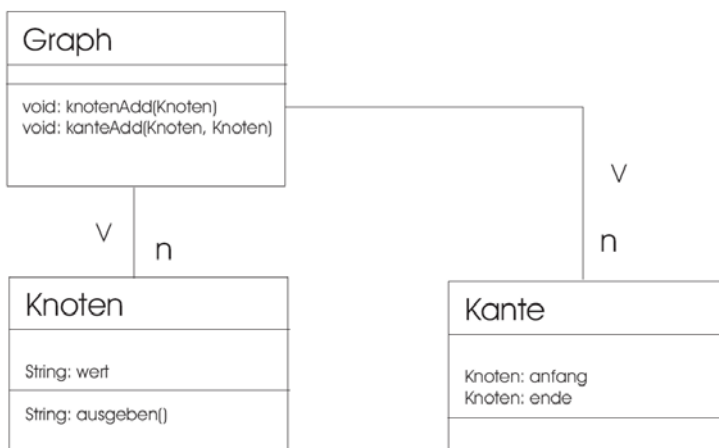 Graph
void: knotenAdd(Knoten)
void: kanteAdd(Knoten, Knoten)
V
n
V
n
Knoten
String: wert
String: ausgeben()
Kante
Knoten: anfang
Knoten: ende